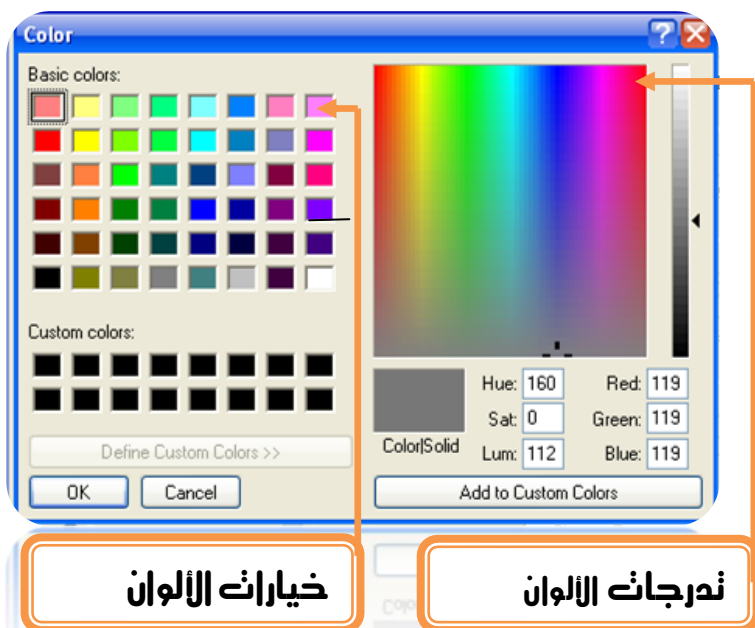 Color
Basic colors:
Custom colors:
Define Custom Colors >>
OK Cancel
Color|Solid
Hue: 160 Red: 119
Sat: 0 Green: 119
Lum: 112 Blue: 119
Add to Custom Colors
خيارات الألوان
تدرجات الألوان